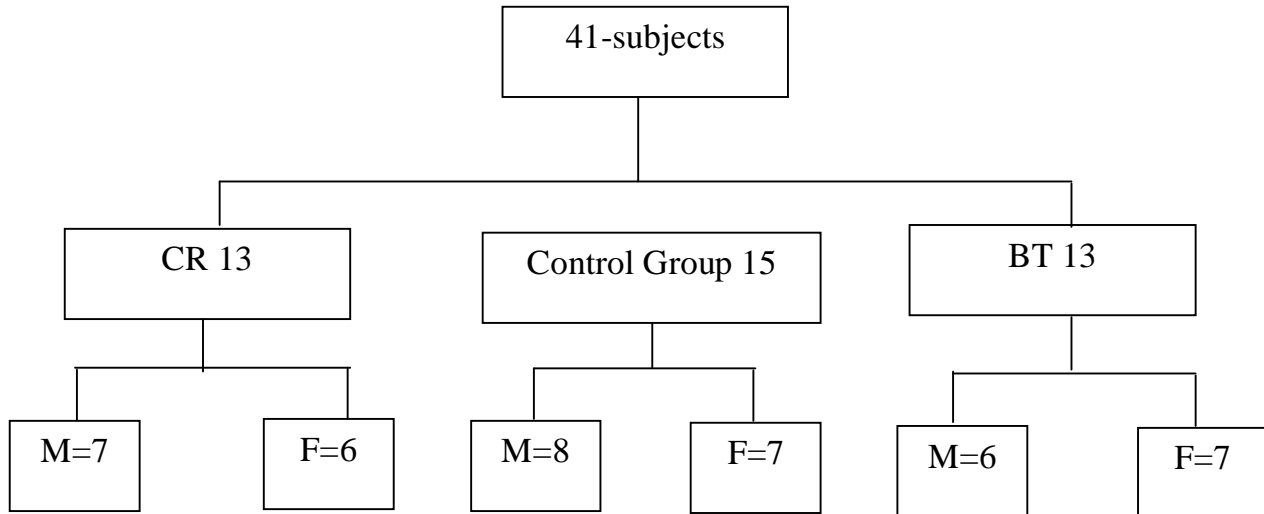 41-subjects
CR 13
Control Group 15
BT 13
M=7
F=6
M=8
F=7
M=6
F=7